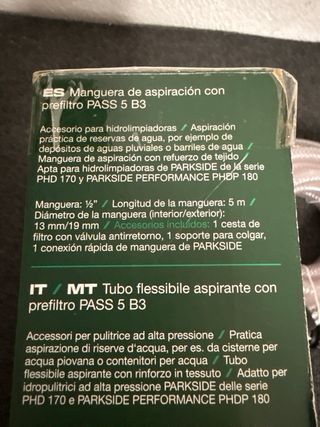 ES Manguera de aspiración con
prefiltro PASS 5 B3
Accesorio para hidrolimpiadoras / Aspiración
práctica de reservas de agua, por ejemplo de
depósitos de aguas pluviales o barriles de agua /
Manguera de aspiración con refuerzo de tejido /
Apta para hidrolimpiadoras de PARKSIDE de la serie
PHD 170 y PARKSIDE PERFORMANCE PHDP 180
Manguera: ½” / Longitud de la manguera: 5 m /
Diámetro de la manguera (interior/exterior):
13 mm/19 mm / Accesorios incluidos: 1 cesta de
filtro con válvula antirretorno, 1 soporte para colgar,
1 conexión rápida de manguera de PARKSIDE
IT / MT Tubo flessibile aspirante con
prefiltro PASS 5 B3
Accessori per pulitrice ad alta pressione / Pratica
aspirazione di riserve d'acqua, per es. da cisterne per
acqua piovana o contenitori per acqua / Tubo
flessibile aspirante con rinforzo in tessuto / Adatto per
idropulitrici ad alta pressione PARKSIDE delle serie
PHD 170 e PARKSIDE PERFORMANCE PHDP 180